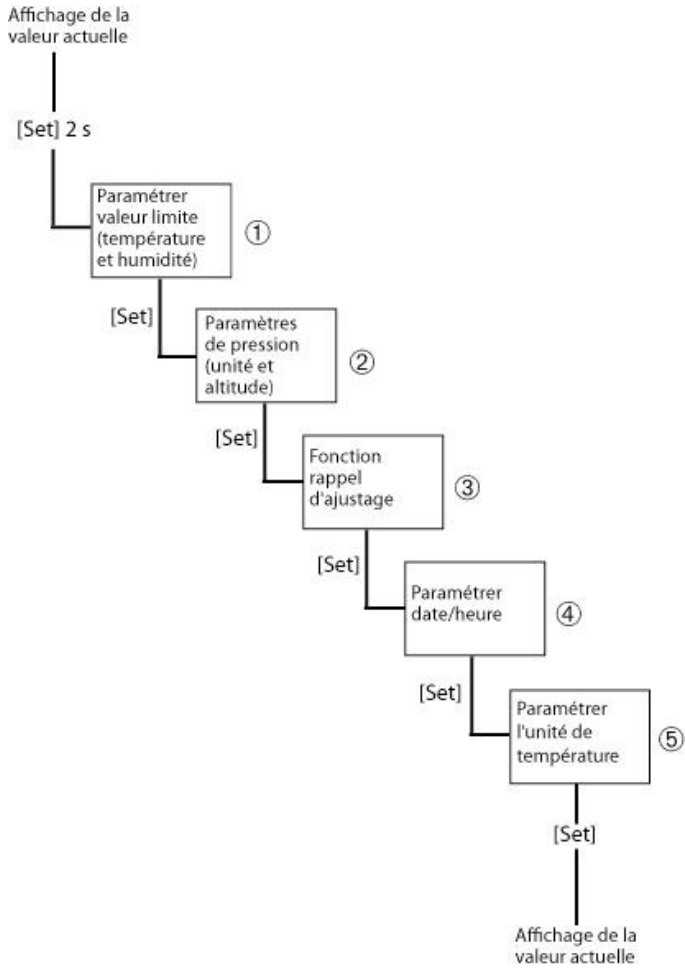 Affichage de la
valeur actuelle
[Set] 2 s
Paramétrer
valeur limite
(température
et humidité)
①
[Set]
Paramètres
de pression
(unité et
altitude)
②
[Set]
Fonction
rappel
d'ajustage
③
[Set]
Paramétrer
date/heure
④
[Set]
Paramétrer
l'unité de
température
⑤
[Set]
Affichage de la
valeur actuelle